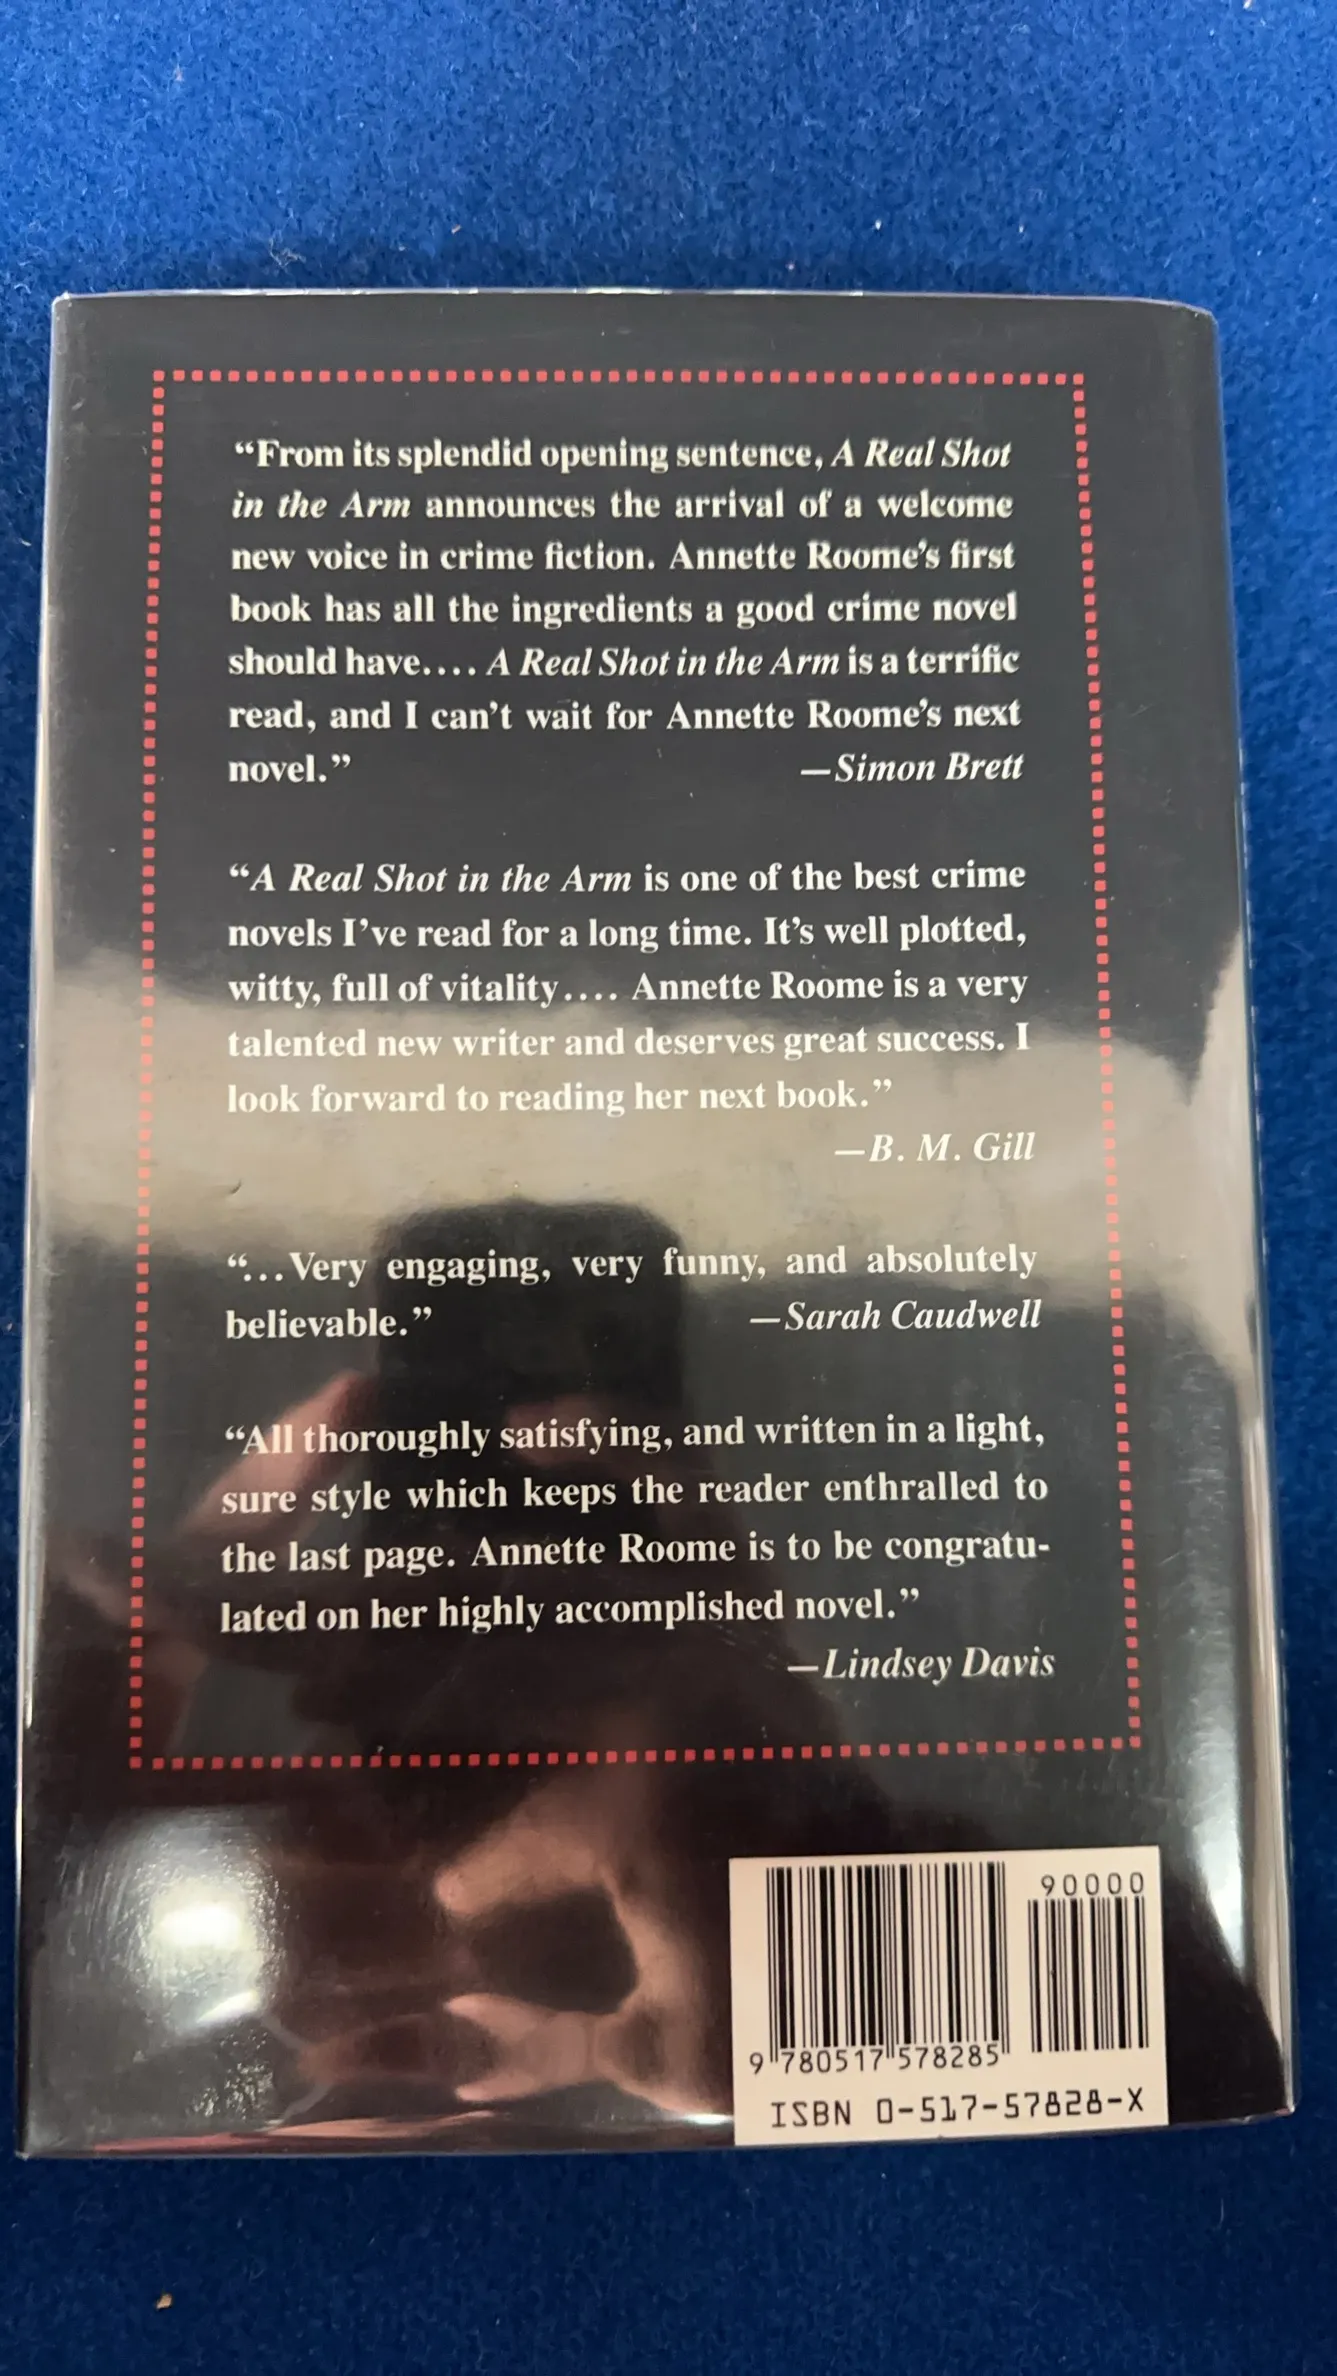 “From its splendid opening sentence, A Real Shot
in the Arm announces the arrival of a welcome
new voice in crime fiction. Annette Roome’s first
book has all the ingredients a good crime novel
should have.... A Real Shot in the Arm is a terrific
read, and I can’t wait for Annette Roome’s next
novel.” —Simon Brett
“A Real Shot in the Arm is one of the best crime
novels I’ve read for a long time. It’s well plotted,
witty, full of vitality.... Annette Roome is a very
talented new writer and deserves great success. I
look forward to reading her next book.”
—B. M. Gill
“...Very engaging, very funny, and absolutely
believable.” —Sarah Caudwell
“All thoroughly satisfying, and written in a light,
sure style which keeps the reader enthralled to
the last page. Annette Roome is to be congratu-
lated on her highly accomplished novel.”
—Lindsey Davis
90000
9 780517 578285
ISBN 0-517-57828-X